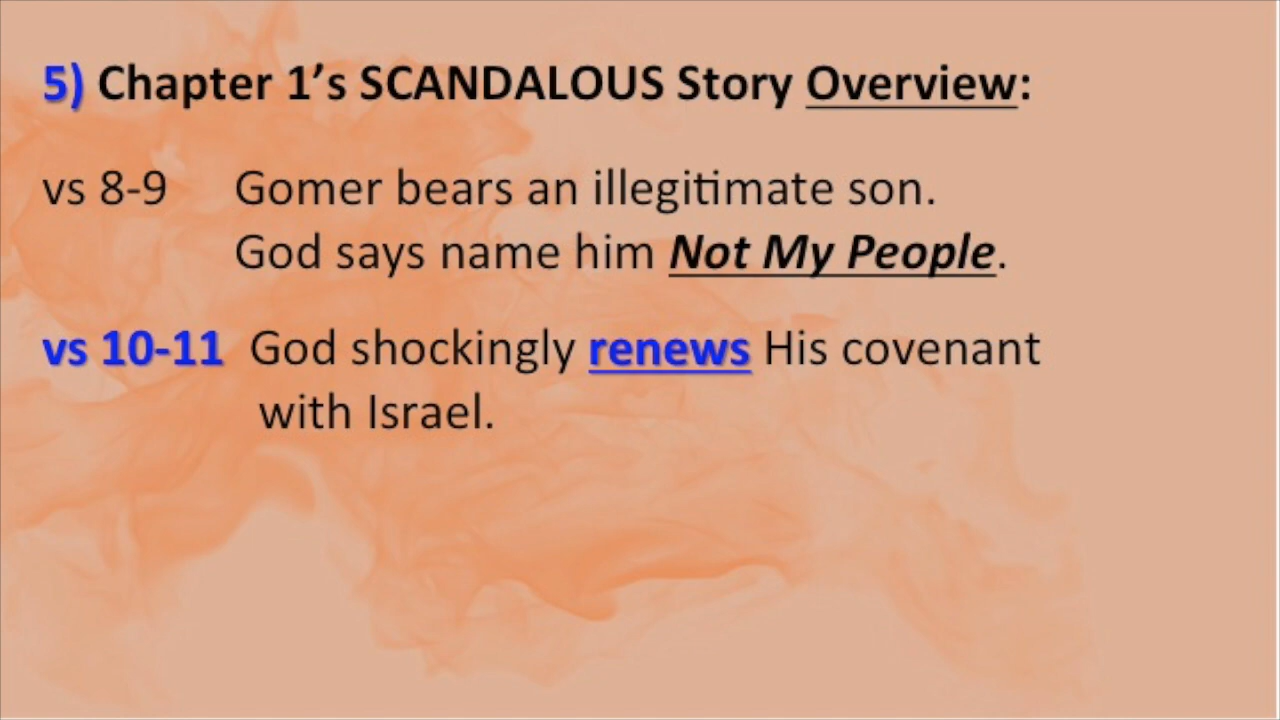 5) Chapter 1’s SCANDALOUS Story Overview:
vs 8-9 Gomer bears an illegitimate son.
God says name him Not My People.
vs 10-11 God shockingly renews His covenant
with Israel.